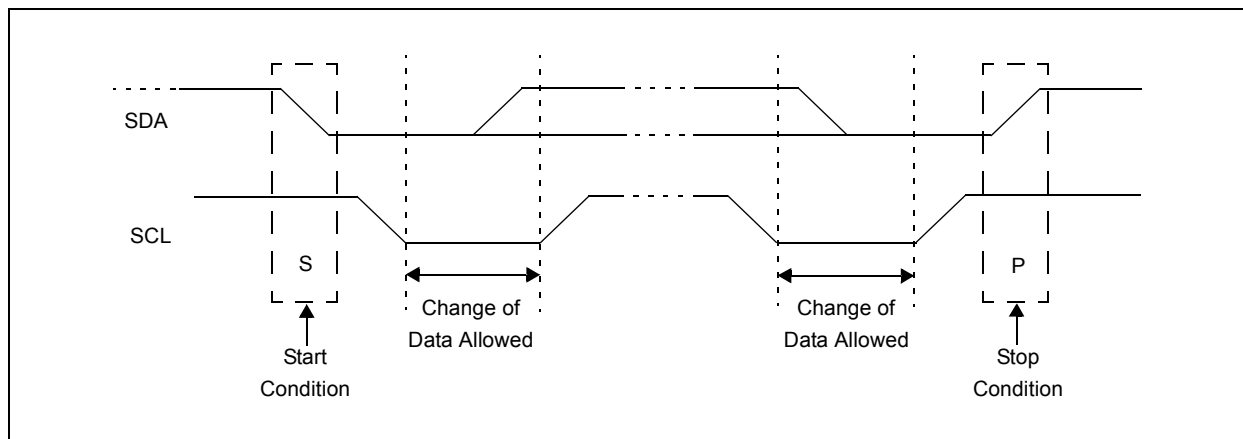 SDA
SCL
S
P
Change of
Data Allowed
Change of
Data Allowed
Start
Condition
Stop
Condition